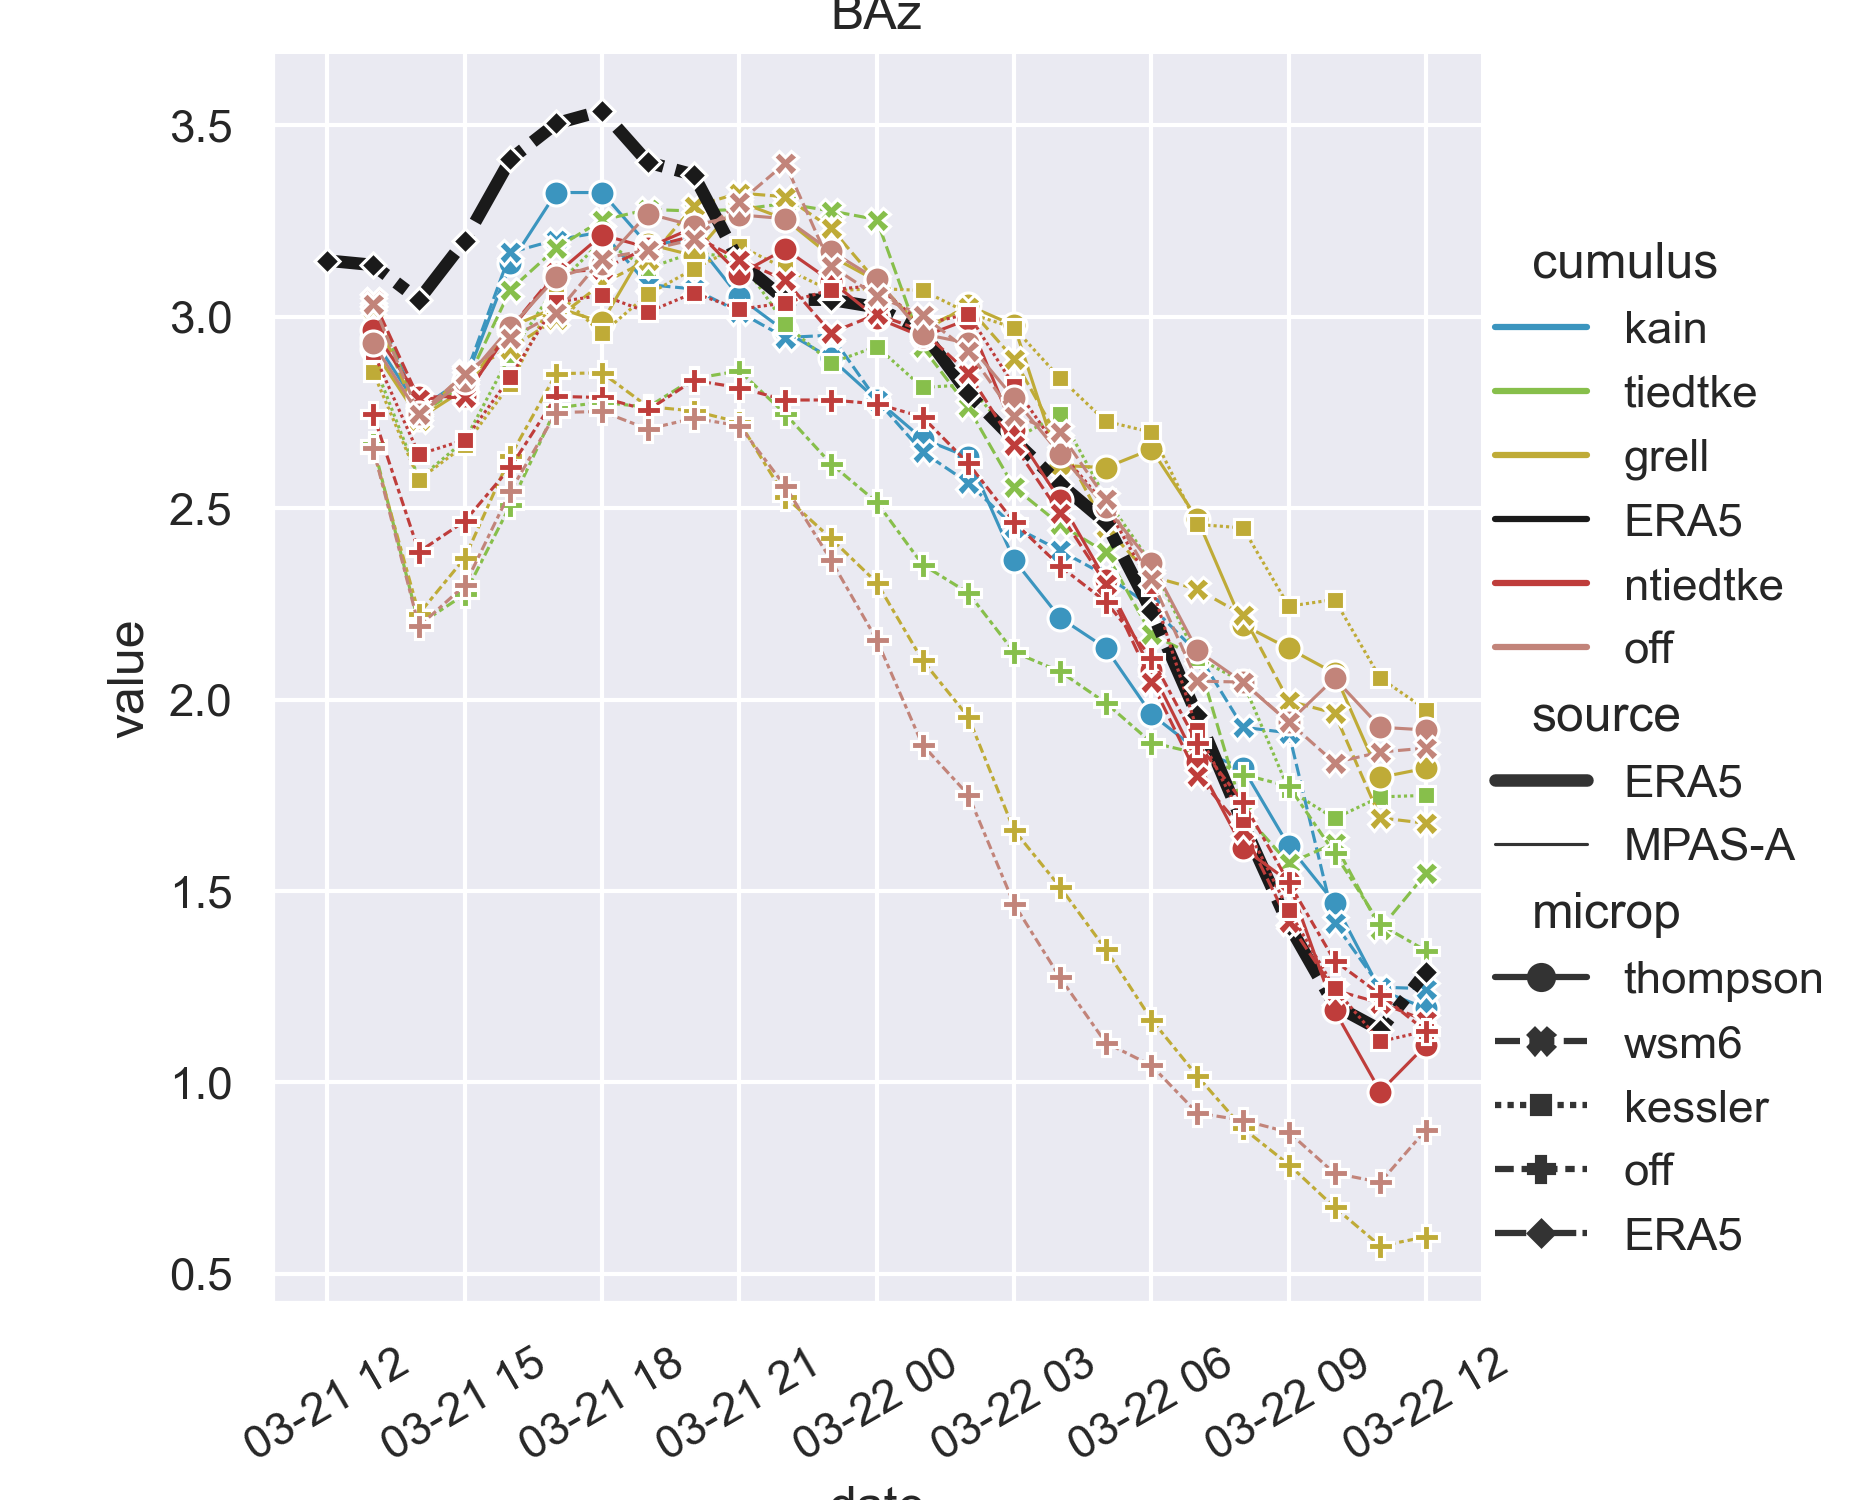 BAz
3.5
3.0
2.5
2.0
1.5
1.0
0.5
value
03-21 12
03-21 15
03-21 18
03-21 21
03-22 00
03-22 03
03-22 06
03-22 09
03-22 12
date
cumulus
kain
tiedtke
grell
ERA5
ntiedtke
off
source
ERA5
MPAS-A
microp
thompson
wsm6
kessler
off
ERA5